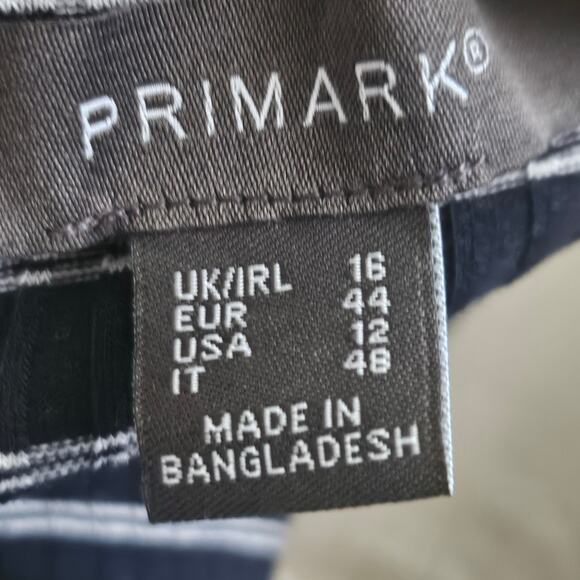 PRIMARK®
UK/IRL 16
EUR 44
USA 12
IT 48
MADE IN
BANGLADESH